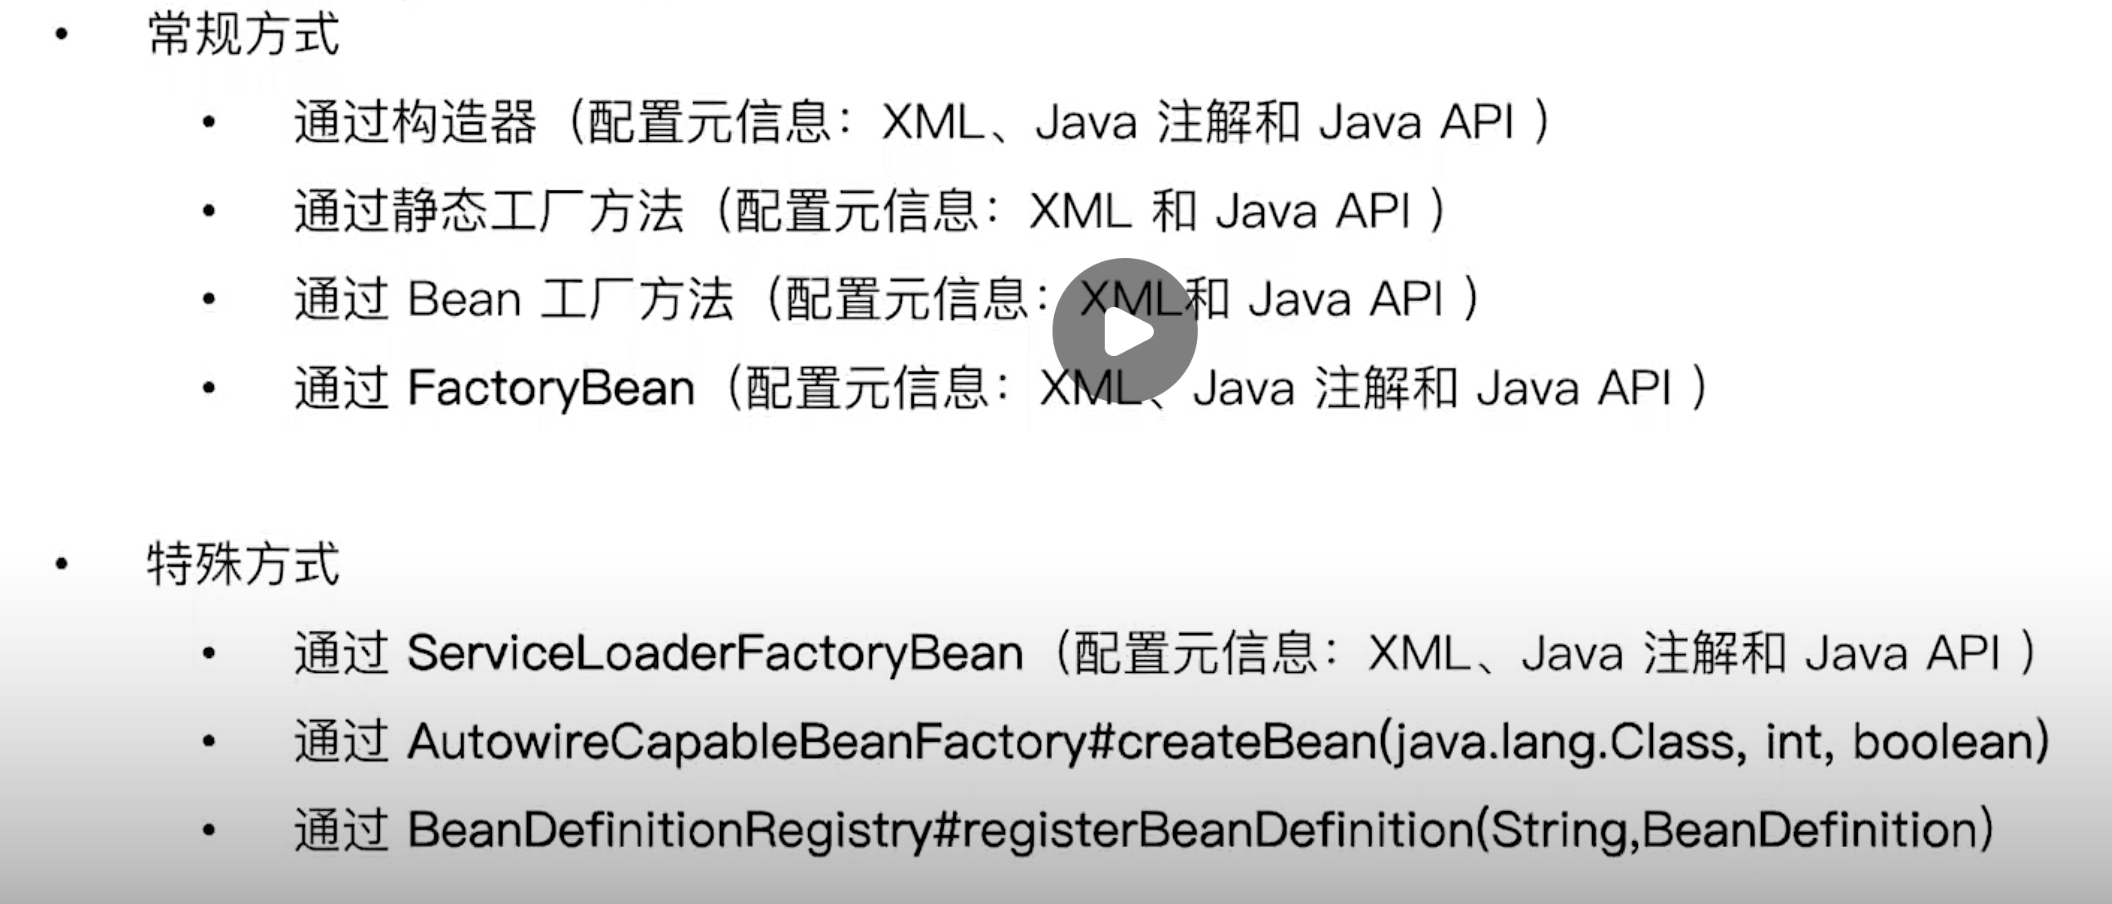 • 常规方式
• 通过构造器（配置元信息：XML、Java 注解和 Java API ）
• 通过静态工厂方法（配置元信息：XML 和 Java API ）
• 通过 Bean 工厂方法（配置元信息：XML和 Java API ）
• 通过 FactoryBean（配置元信息：XML、Java 注解和 Java API ）
• 特殊方式
• 通过 ServiceLoaderFactoryBean（配置元信息：XML、Java 注解和 Java API ）
• 通过 AutowireCapableBeanFactory#createBean(java.lang.Class, int, boolean)
• 通过 BeanDefinitionRegistry#registerBeanDefinition(String,BeanDefinition)